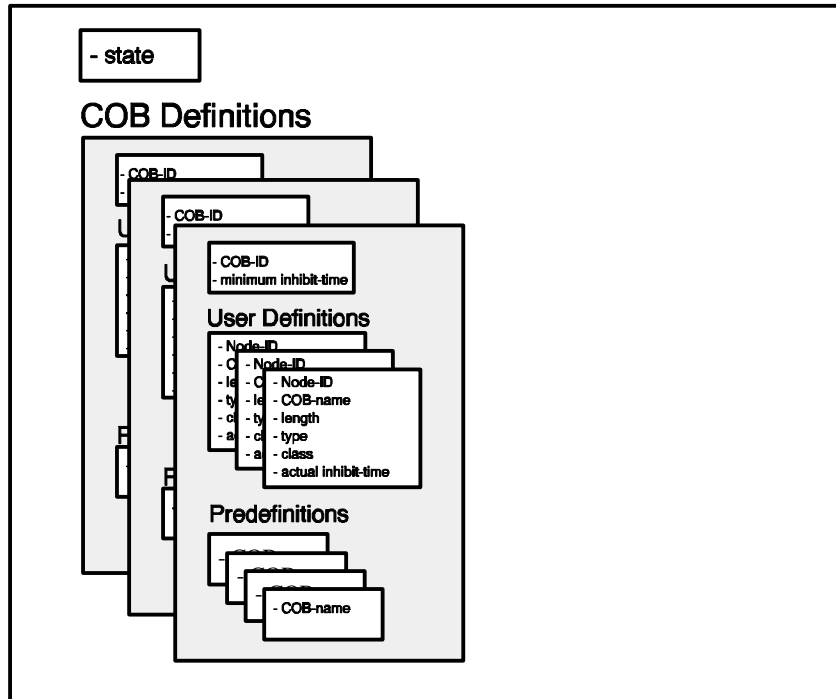 - state
COB Definitions
- COB-ID
- COB-ID
- COB-ID
- minimum inhibit-time
User Definitions
- Node-ID
- Node-ID
- Node-ID
- COB-name
- length
- type
- class
- actual inhibit-time
Predefinitions
- COB-name